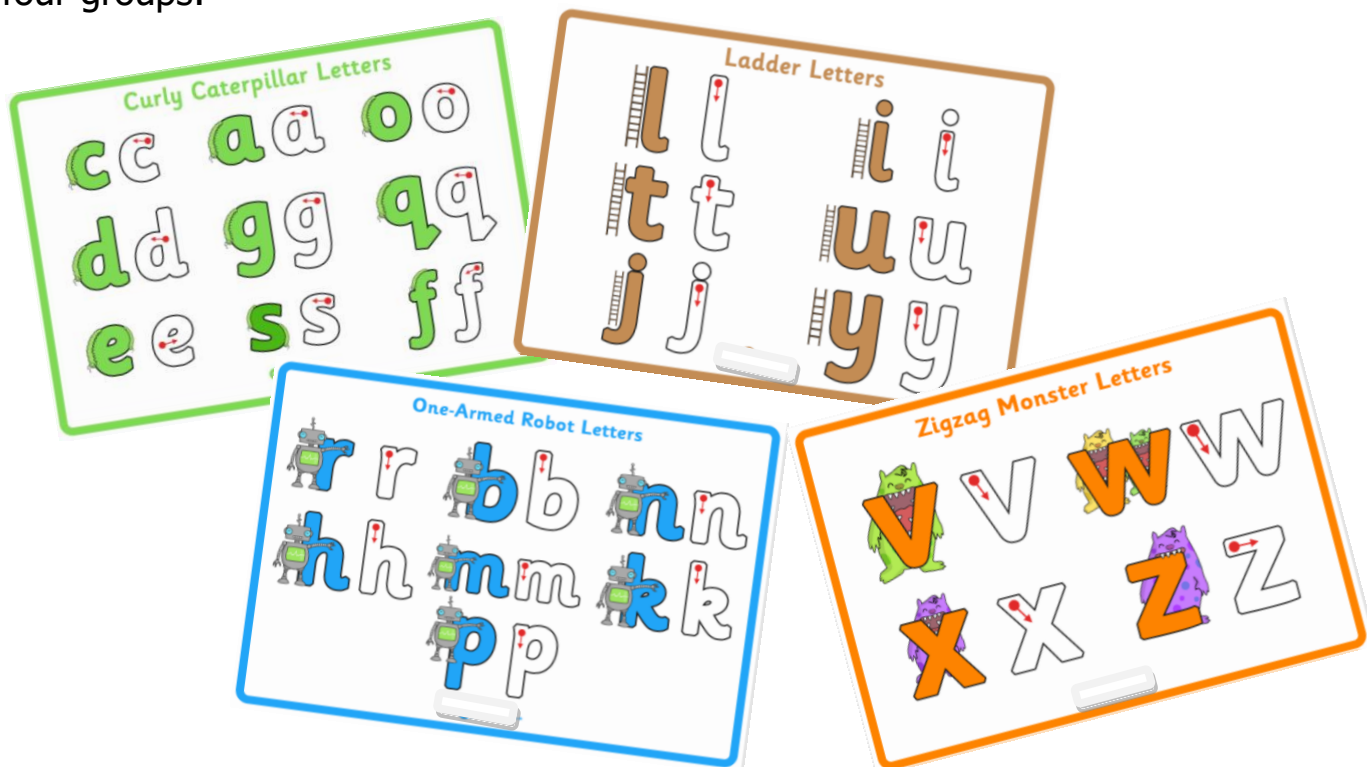 four groups.
Curly Caterpillar Letters
c c a a o o
d d g g q q
e e s s f f
Ladder Letters
l l i i
t t u u
j j y y
One-Armed Robot Letters
r r b b n n
h h m m k k
p p
Zigzag Monster Letters
v v w w
x x z z